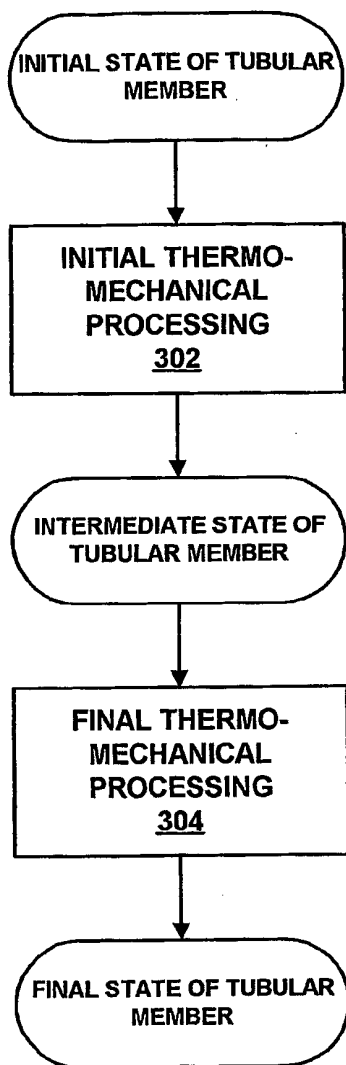 INITIAL STATE OF TUBULAR
MEMBER
INITIAL THERMO-
MECHANICAL
PROCESSING
302
INTERMEDIATE STATE OF
TUBULAR MEMBER
FINAL THERMO-
MECHANICAL
PROCESSING
304
FINAL STATE OF TUBULAR
MEMBER